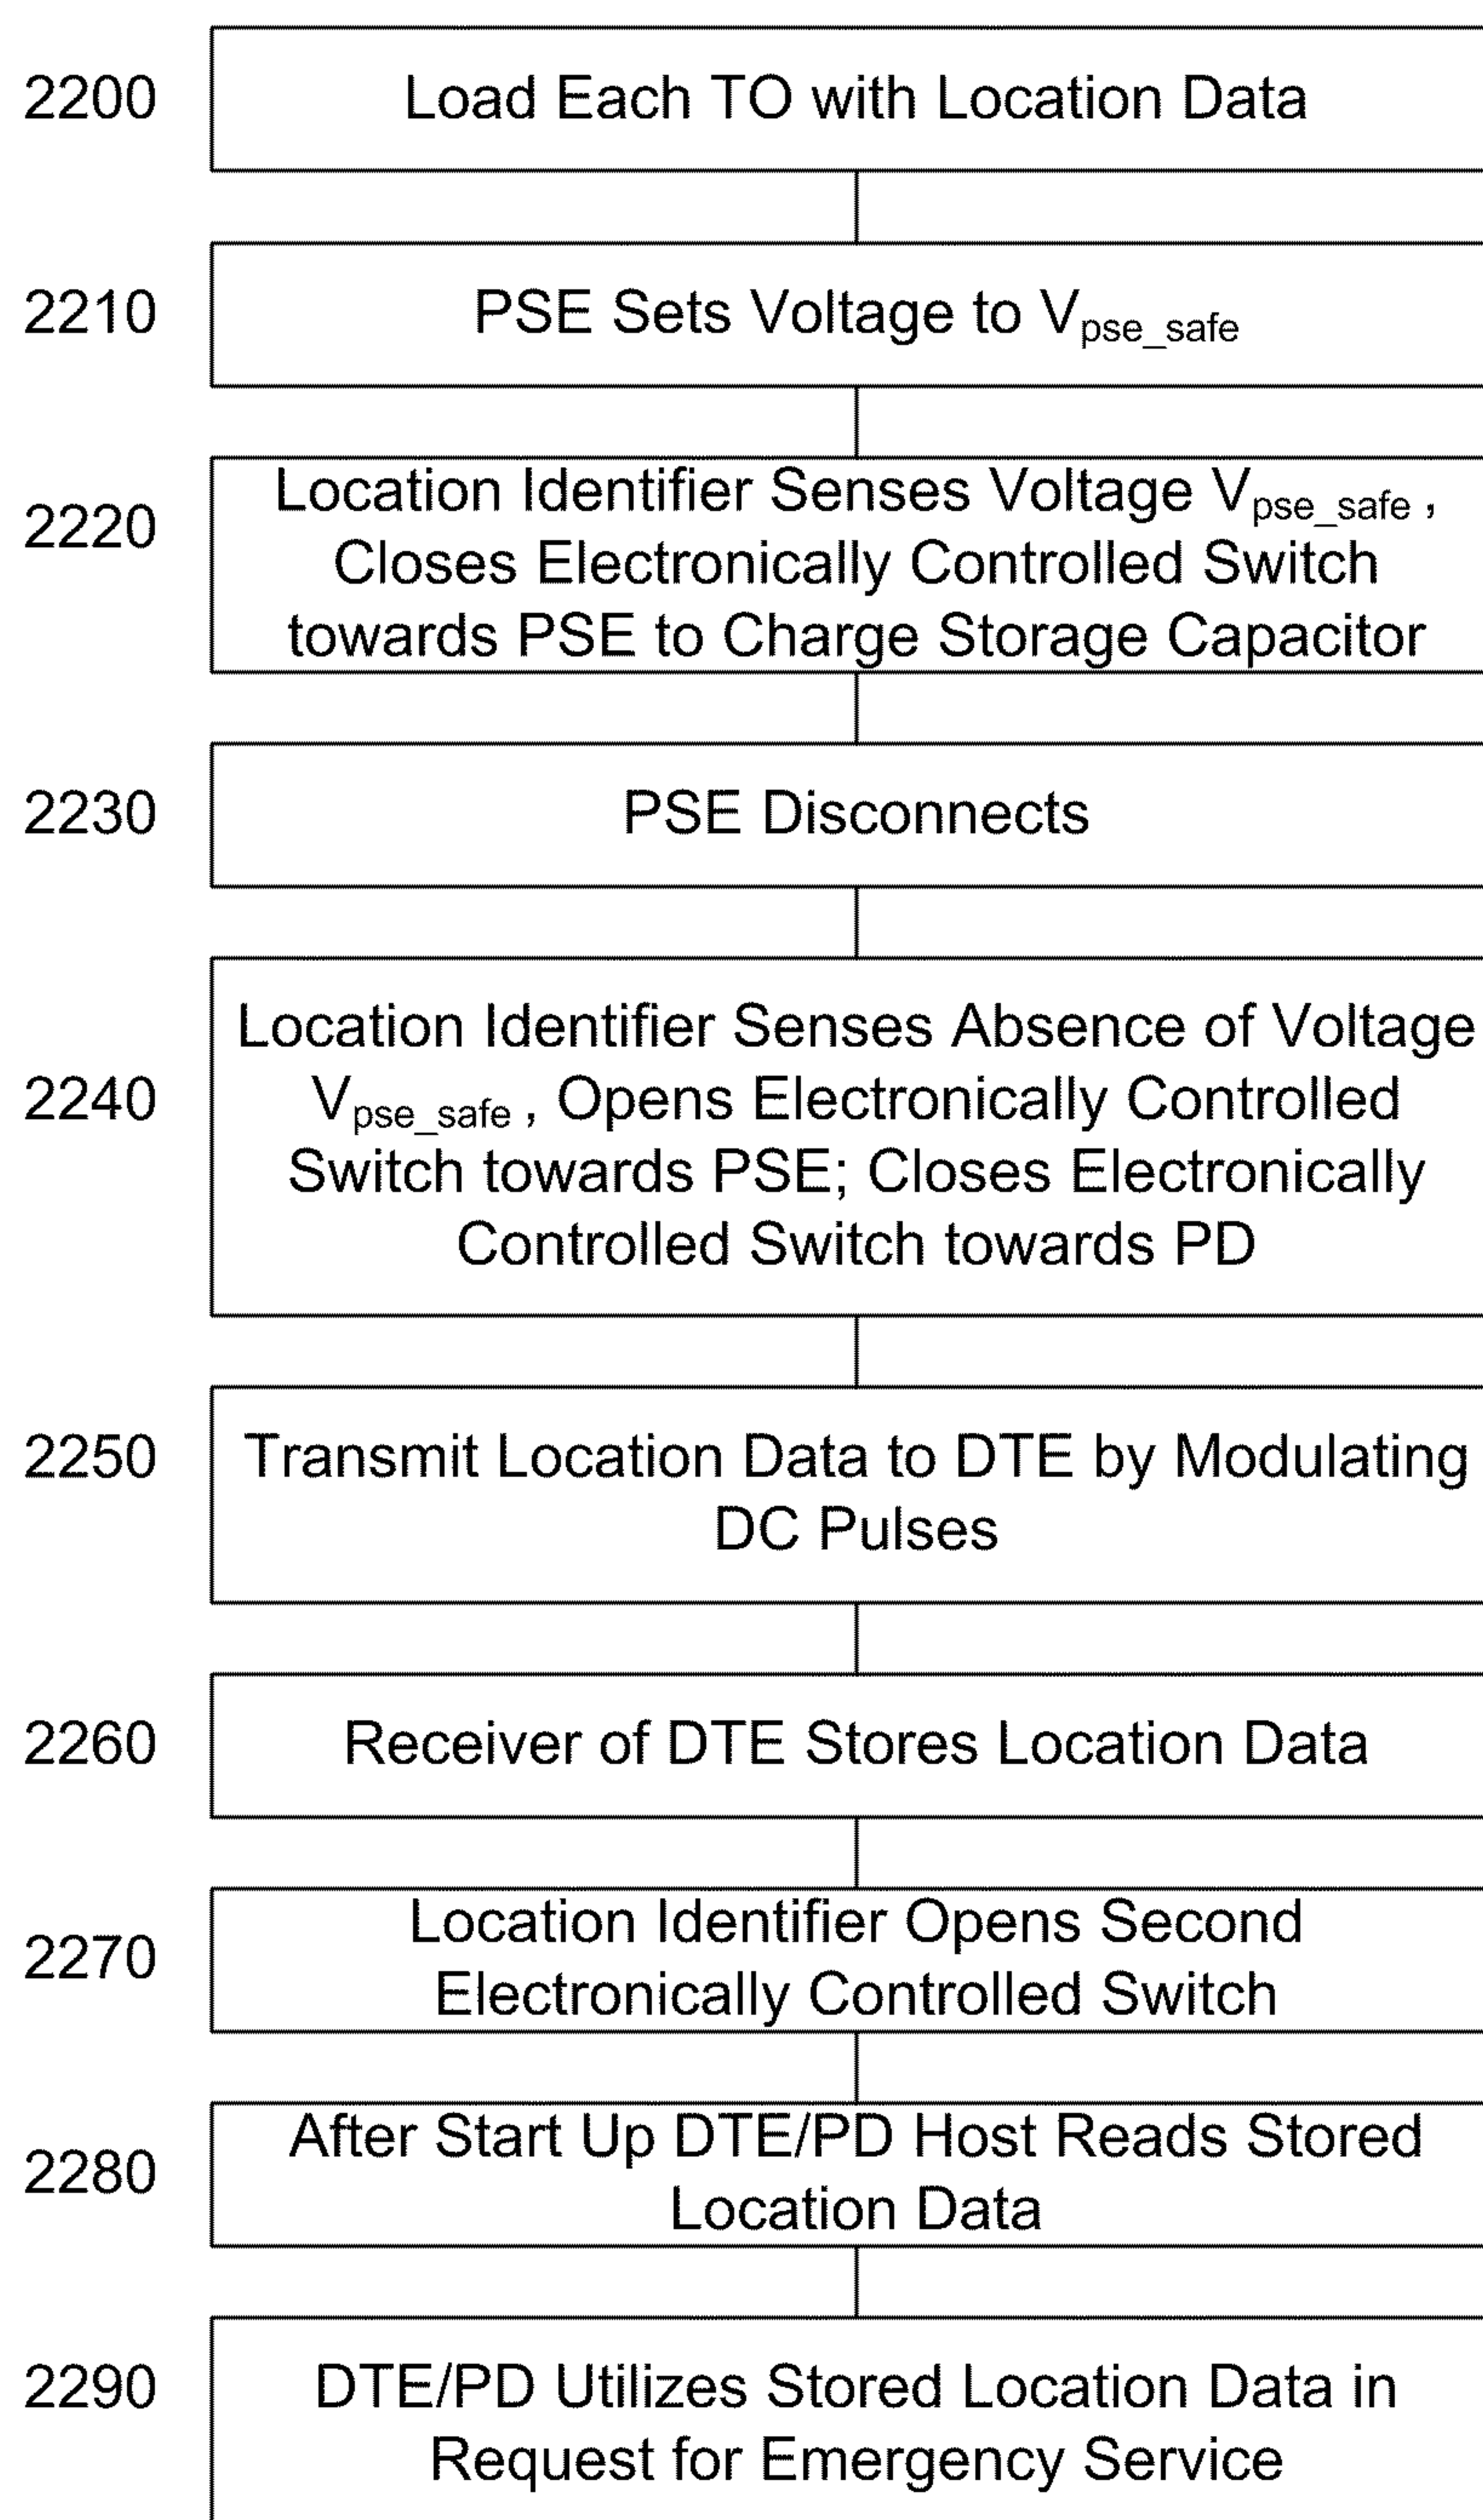 2200
Load Each TO with Location Data
2210
PSE Sets Voltage to Vpse_safe
2220
Location Identifier Senses Voltage Vpse_safe ,
Closes Electronically Controlled Switch
towards PSE to Charge Storage Capacitor
2230
PSE Disconnects
2240
Location Identifier Senses Absence of Voltage
Vpse_safe , Opens Electronically Controlled
Switch towards PSE; Closes Electronically
Controlled Switch towards PD
2250
Transmit Location Data to DTE by Modulating
DC Pulses
2260
Receiver of DTE Stores Location Data
2270
Location Identifier Opens Second
Electronically Controlled Switch
2280
After Start Up DTE/PD Host Reads Stored
Location Data
2290
DTE/PD Utilizes Stored Location Data in
Request for Emergency Service